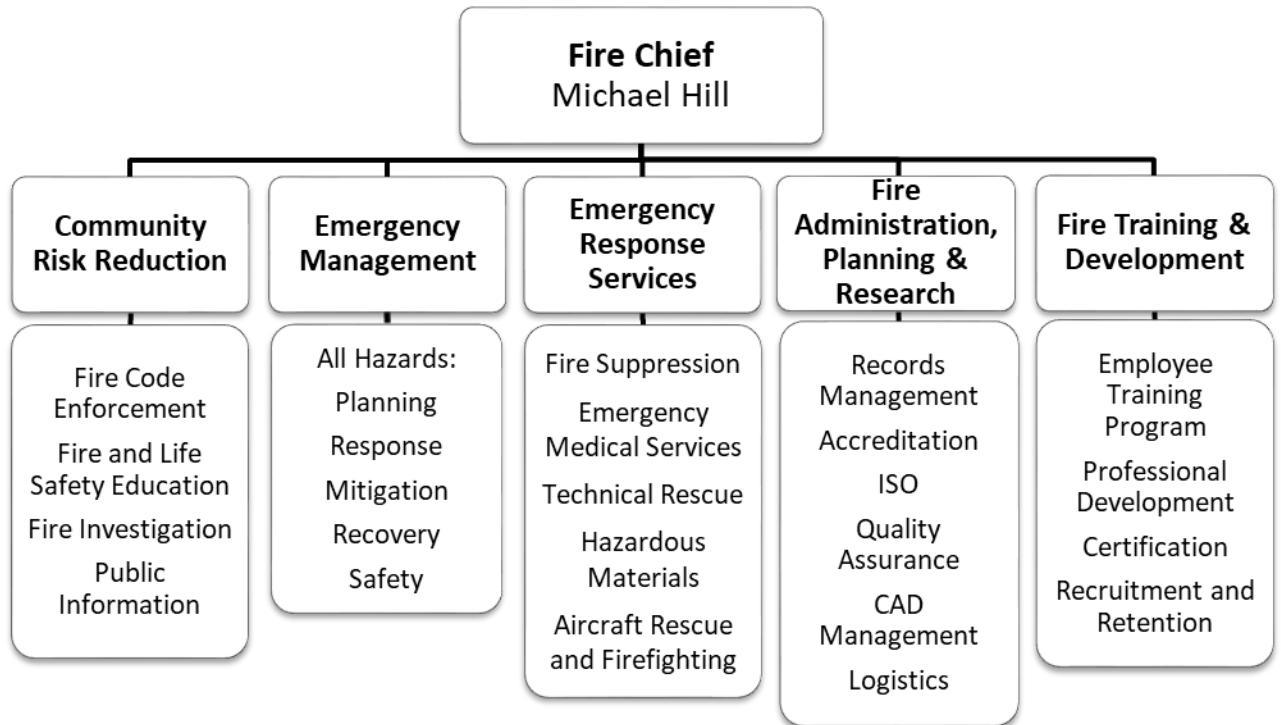 Fire Chief
Michael Hill
Community
Risk Reduction
Fire Code
Enforcement
Fire and Life
Safety Education
Fire Investigation
Public
Information
Emergency
Management
All Hazards:
Planning
Response
Mitigation
Recovery
Safety
Emergency
Response
Services
Fire Suppression
Emergency
Medical Services
Technical Rescue
Hazardous
Materials
Aircraft Rescue
and Firefighting
Fire
Administration,
Planning &
Research
Records
Management
Accreditation
ISO
Quality
Assurance
CAD
Management
Logistics
Fire Training &
Development
Employee
Training
Program
Professional
Development
Certification
Recruitment and
Retention